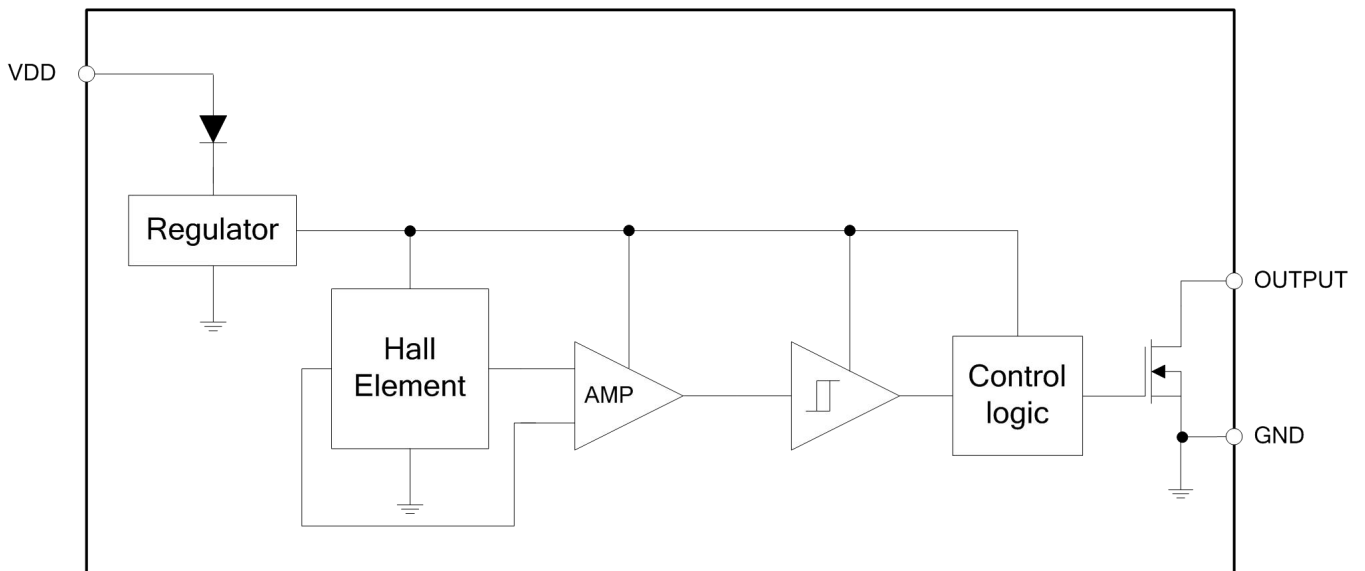 VDD
Regulator
OUTPUT
Hall
Element
AMP
Control
logic
GND